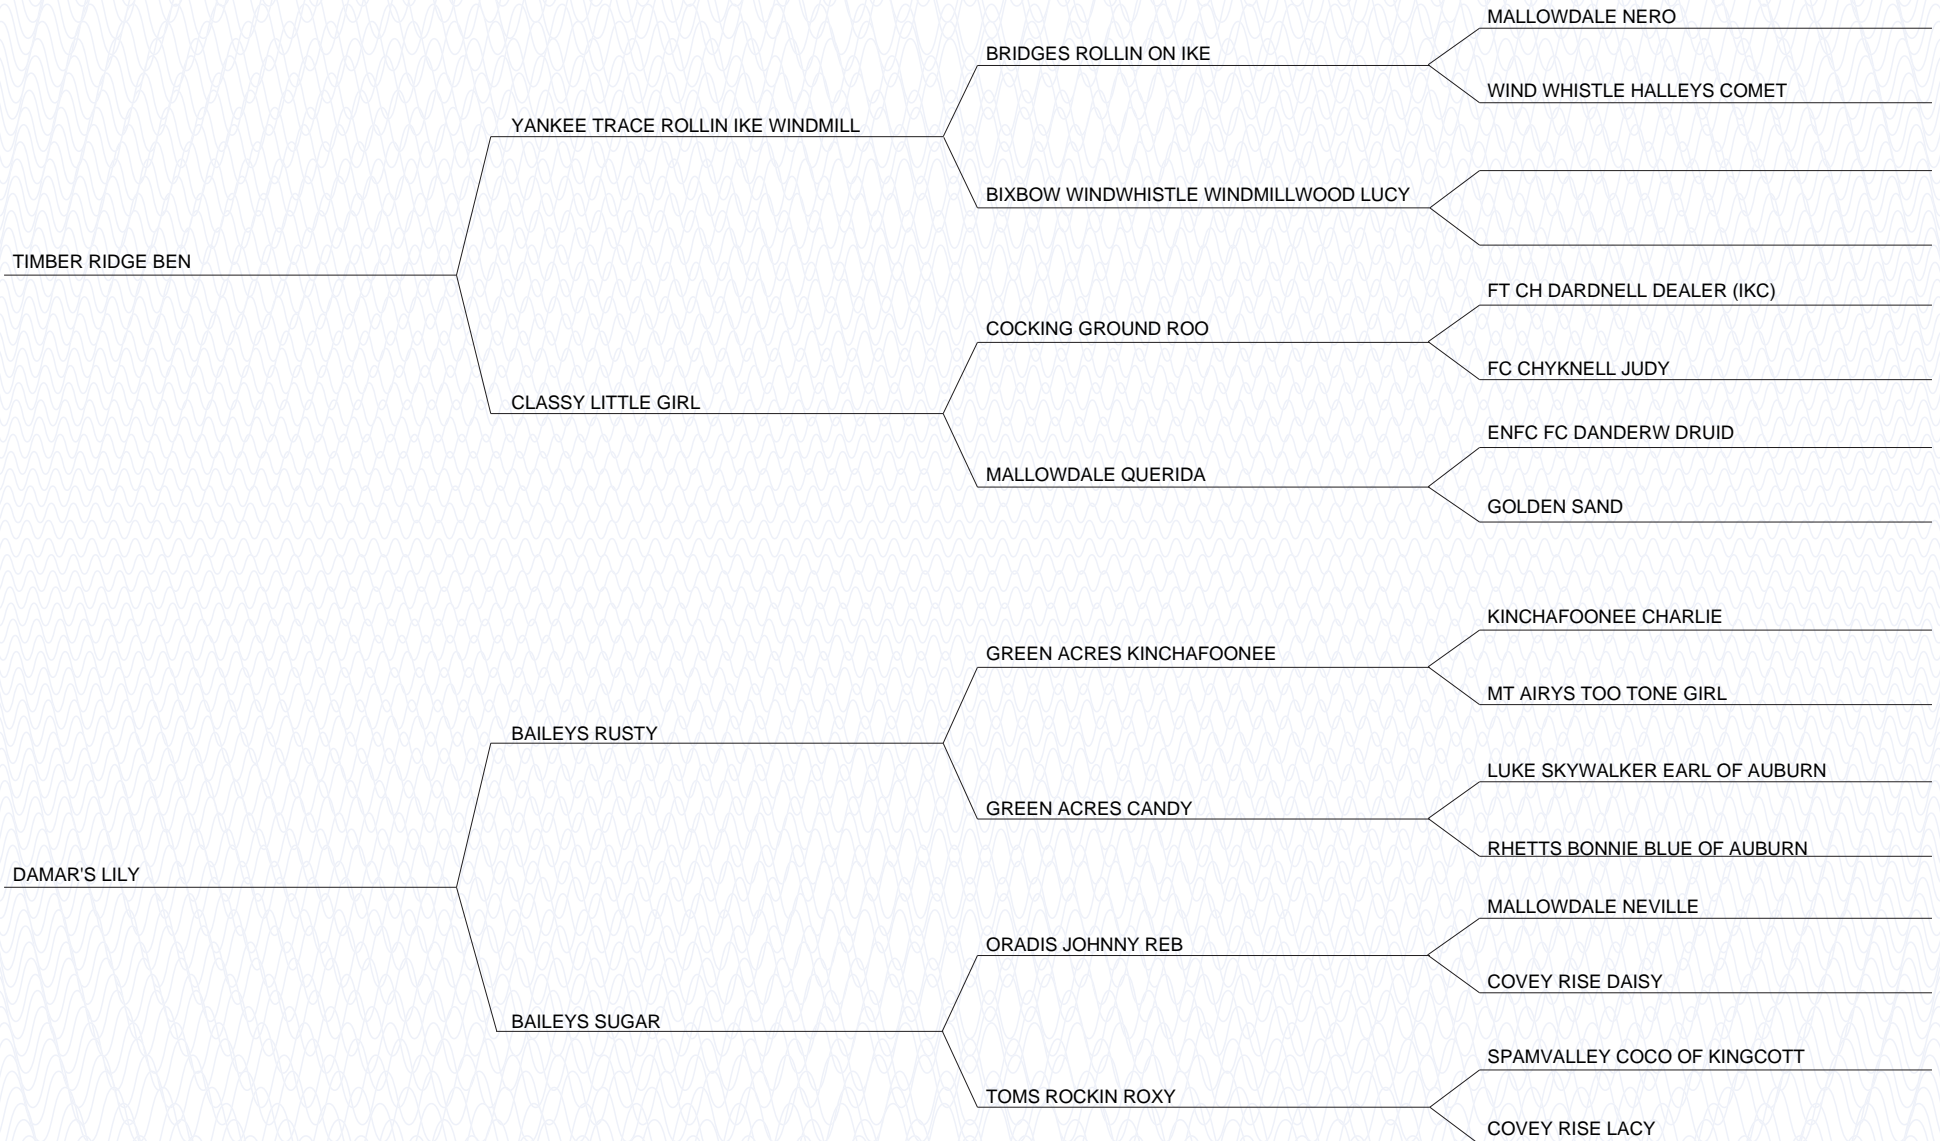 MALLOWDALE NERO
BRIDGES ROLLIN ON IKE
WIND WHISTLE HALLEYS COMET
YANKEE TRACE ROLLIN IKE WINDMILL
BIXBOW WINDWHISTLE WINDMILLWOOD LUCY
TIMBER RIDGE BEN
FT CH DARDNELL DEALER (IKC)
COCKING GROUND ROO
FC CHYKNELL JUDY
CLASSY LITTLE GIRL
ENFC FC DANDERW DRUID
MALLOWDALE QUERIDA
GOLDEN SAND
KINCHAFOONEE CHARLIE
GREEN ACRES KINCHAFOONEE
MT AIRYS TOO TONE GIRL
BAILEYS RUSTY
LUKE SKYWALKER EARL OF AUBURN
GREEN ACRES CANDY
RHETTS BONNIE BLUE OF AUBURN
DAMAR'S LILY
MALLOWDALE NEVILLE
ORADIS JOHNNY REB
COVEY RISE DAISY
BAILEYS SUGAR
SPAMVALLEY COCO OF KINGCOTT
TOMS ROCKIN ROXY
COVEY RISE LACY